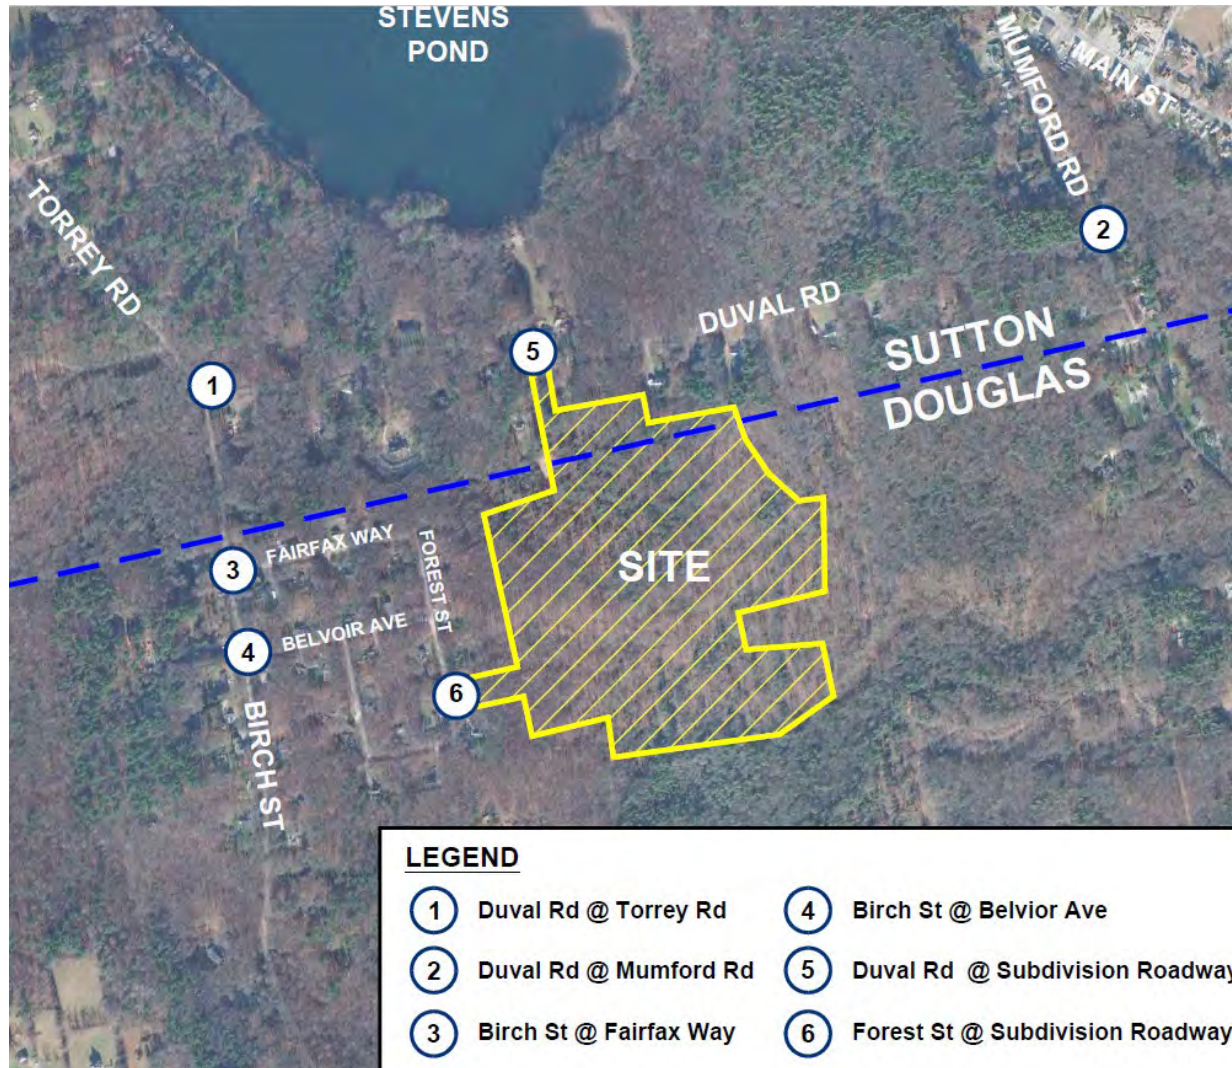 STEVENS
POND
MUMFORD RD
MAIN ST
TORREY RD
2
DUVAL RD
5
SUTTON
1
DOUGLAS
FAIRFAX WAY
FOREST ST
3
SITE
BELVOIR AVE
4
6
BIRCH ST
LEGEND
1 Duval Rd @ Torrey Rd
4 Birch St @ Belvior Ave
2 Duval Rd @ Mumford Rd
5 Duval Rd @ Subdivision Roadway
3 Birch St @ Fairfax Way
6 Forest St @ Subdivision Roadway